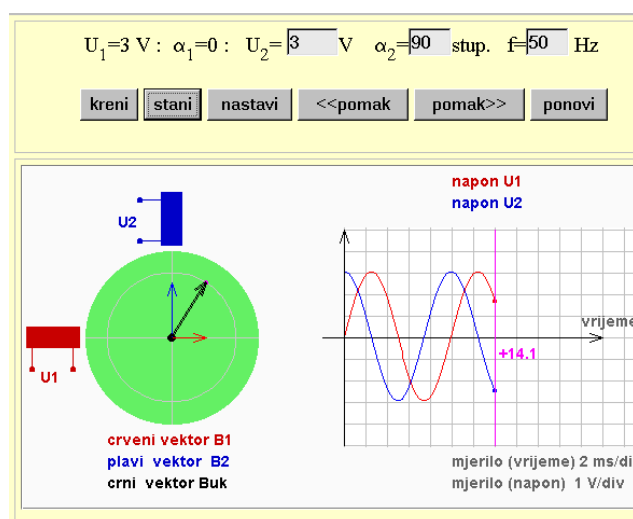 U1=3 V : α1=0 : U2= 3 V α2= 90 stup. f= 50 Hz
kreni stani nastavi <<pomak pomak>> ponovi
napon U1
napon U2
U2
vrijeme
+14.1
U1
crveni vektor B1
plavi vektor B2
crni vektor Buk
mjerilo (vrijeme) 2 ms/di
mjerilo (napon) 1 V/div